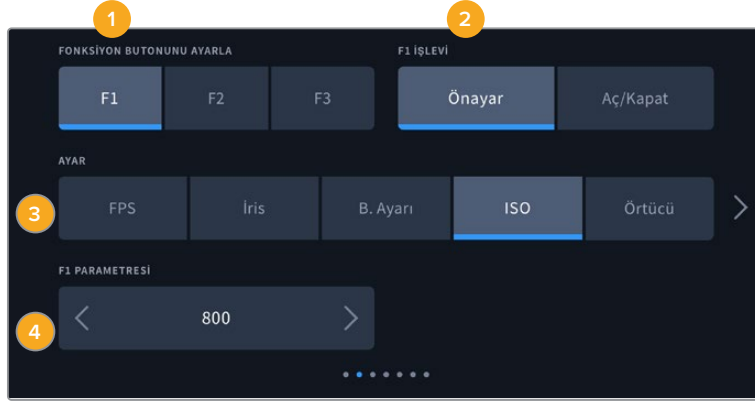 1 2
FONKSİYON BUTONUNU AYARLA F1 İŞLEVİ
F1 F2 F3 Önayar Aç/Kapat
AYAR
3 FPS İris B. Ayarı ISO Örtücü
F1 PARAMETRESİ
4 800